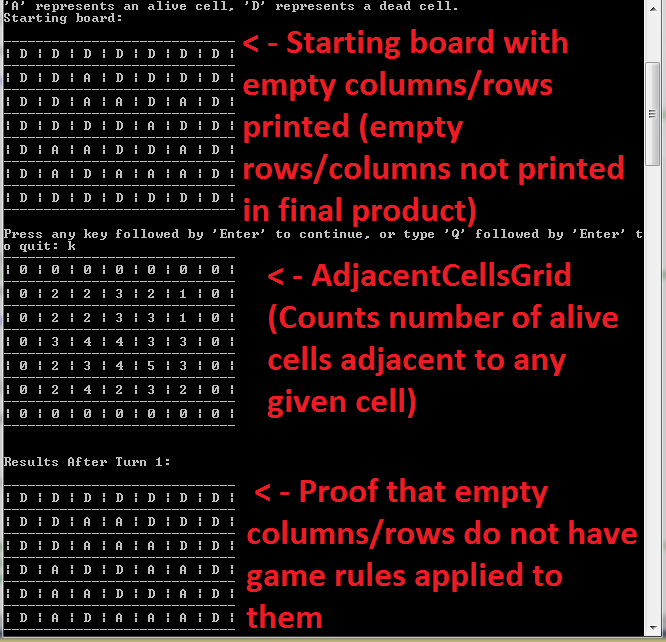 'A' represents an alive cell, 'D' represents a dead cell.
Starting board:
¦ D ¦ D ¦ D ¦ D ¦ D ¦ D ¦ D ¦
¦ D ¦ D ¦ A ¦ D ¦ D ¦ D ¦ D ¦
¦ D ¦ D ¦ A ¦ A ¦ D ¦ A ¦ D ¦
¦ D ¦ D ¦ D ¦ D ¦ A ¦ D ¦ D ¦
¦ D ¦ A ¦ A ¦ D ¦ D ¦ A ¦ D ¦
¦ D ¦ A ¦ D ¦ A ¦ A ¦ A ¦ D ¦
¦ D ¦ D ¦ D ¦ D ¦ D ¦ D ¦ D ¦
< - Starting board with
empty columns/rows
printed (empty
rows/columns not printed
in final product)
Press any key followed by 'Enter' to continue, or type 'Q' followed by 'Enter' t
o quit: k
¦ 0 ¦ 0 ¦ 0 ¦ 0 ¦ 0 ¦ 0 ¦ 0 ¦
¦ 0 ¦ 2 ¦ 2 ¦ 3 ¦ 2 ¦ 1 ¦ 0 ¦
¦ 0 ¦ 2 ¦ 2 ¦ 3 ¦ 3 ¦ 1 ¦ 0 ¦
¦ 0 ¦ 3 ¦ 4 ¦ 4 ¦ 3 ¦ 3 ¦ 0 ¦
¦ 0 ¦ 2 ¦ 3 ¦ 4 ¦ 5 ¦ 3 ¦ 0 ¦
¦ 0 ¦ 2 ¦ 4 ¦ 2 ¦ 3 ¦ 2 ¦ 0 ¦
¦ 0 ¦ 0 ¦ 0 ¦ 0 ¦ 0 ¦ 0 ¦ 0 ¦
< - AdjacentCellsGrid
(Counts number of alive
cells adjacent to any
given cell)
Results After Turn 1:
¦ D ¦ D ¦ D ¦ D ¦ D ¦ D ¦ D ¦
¦ D ¦ D ¦ A ¦ A ¦ D ¦ D ¦ D ¦
¦ D ¦ D ¦ A ¦ A ¦ A ¦ D ¦ D ¦
¦ D ¦ A ¦ D ¦ D ¦ A ¦ A ¦ D ¦
¦ D ¦ A ¦ A ¦ D ¦ D ¦ A ¦ D ¦
¦ D ¦ A ¦ D ¦ A ¦ A ¦ A ¦ D ¦
< - Proof that empty
columns/rows do not have
game rules applied to
them